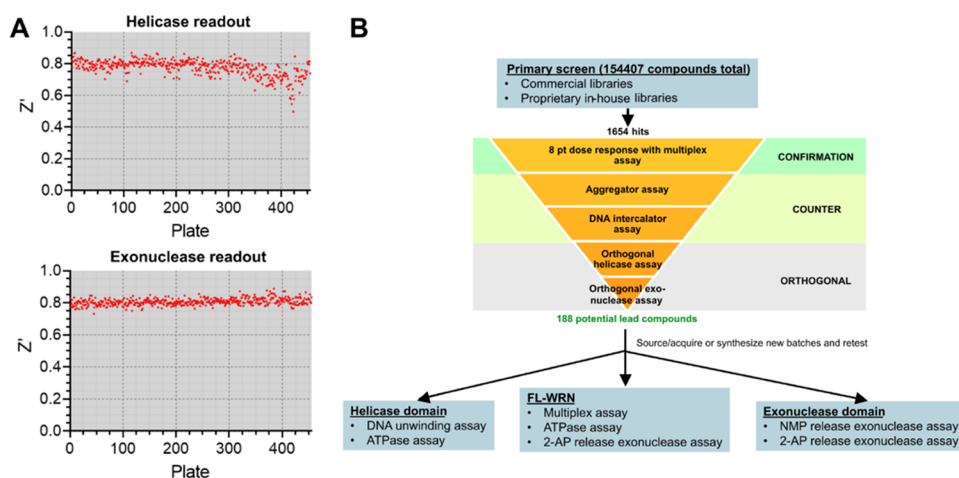 A
Helicase readout
1.0
0.8
0.6
0.4
0.2
0.0
Z'
0
100
200
300
400
Plate
Exonuclease readout
1.0
0.8
0.6
0.4
0.2
0.0
Z'
0
100
200
300
400
Plate
B
Primary screen (154407 compounds total)
• Commercial libraries
• Proprietary in-house libraries
1654 hits
8 pt dose response with multiplex
assay
CONFIRMATION
Aggregator assay
DNA intercalator
assay
COUNTER
Orthogonal
helicase assay
Orthogonal exo-
nuclease assay
ORTHOGONAL
188 potential lead compounds
Source/acquire or synthesize new batches and retest
Helicase domain
• DNA unwinding assay
• ATPase assay
FL-WRN
• Multiplex assay
• ATPase assay
• 2-AP release exonuclease assay
Exonuclease domain
• NMP release exonuclease assay
• 2-AP release exonuclease assay